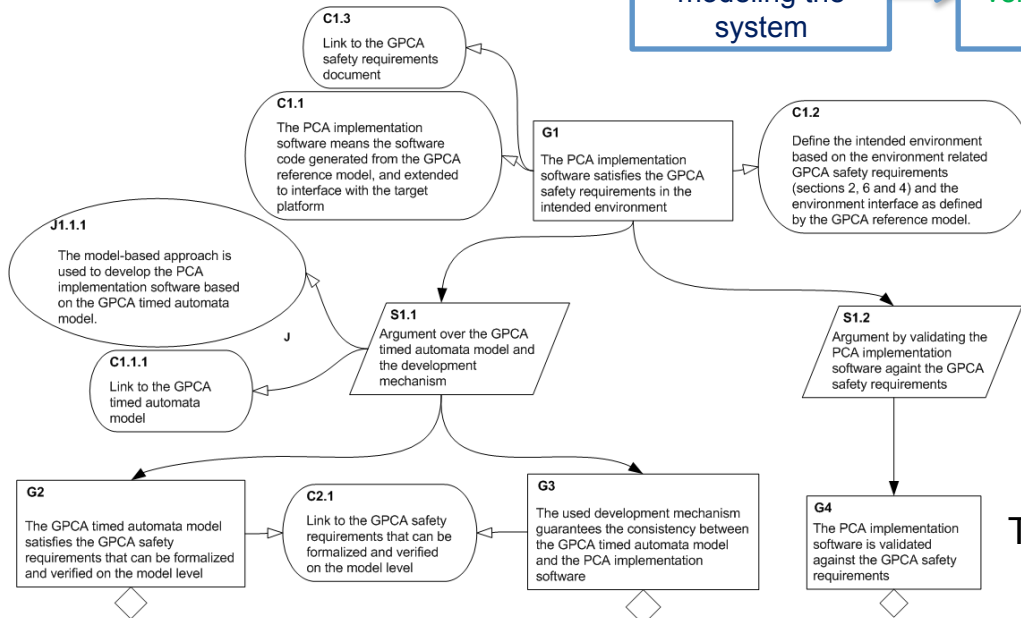 modeling the
system
C1.3
Link to the GPCA
safety requirements
document
C1.1
The PCA implementation
software means the software
code generated from the GPCA
reference model, and extended
to interface with the target
platform
G1
The PCA implementation
software satisfies the GPCA
safety requirements in the
intended environment
C1.2
Define the intended environment
based on the environment related
GPCA safety requirements
(sections 2, 6 and 4) and the
environment interface as defined
by the GPCA reference model.
J1.1.1
The model-based approach is
used to develop the PCA
implementation software based
on the GPCA timed automata
model.
J
C1.1.1
Link to the GPCA
timed automata
model
S1.1
Argument over the GPCA
timed automata model and
the development
mechanism
S1.2
Argument by validating the
PCA implementation
software againt the GPCA
safety requirements
G2
The GPCA timed automata model
satisfies the GPCA safety
requirements that can be formalized
and verified on the model level
C2.1
Link to the GPCA safety
requirements that can be
formalized and verified
on the model level
G3
The used development mechanism
guarantees the consistency between
the GPCA timed automata model
and the PCA implementation
software
G4
The PCA implementation
software is validated
against the GPCA safety
requirements
T